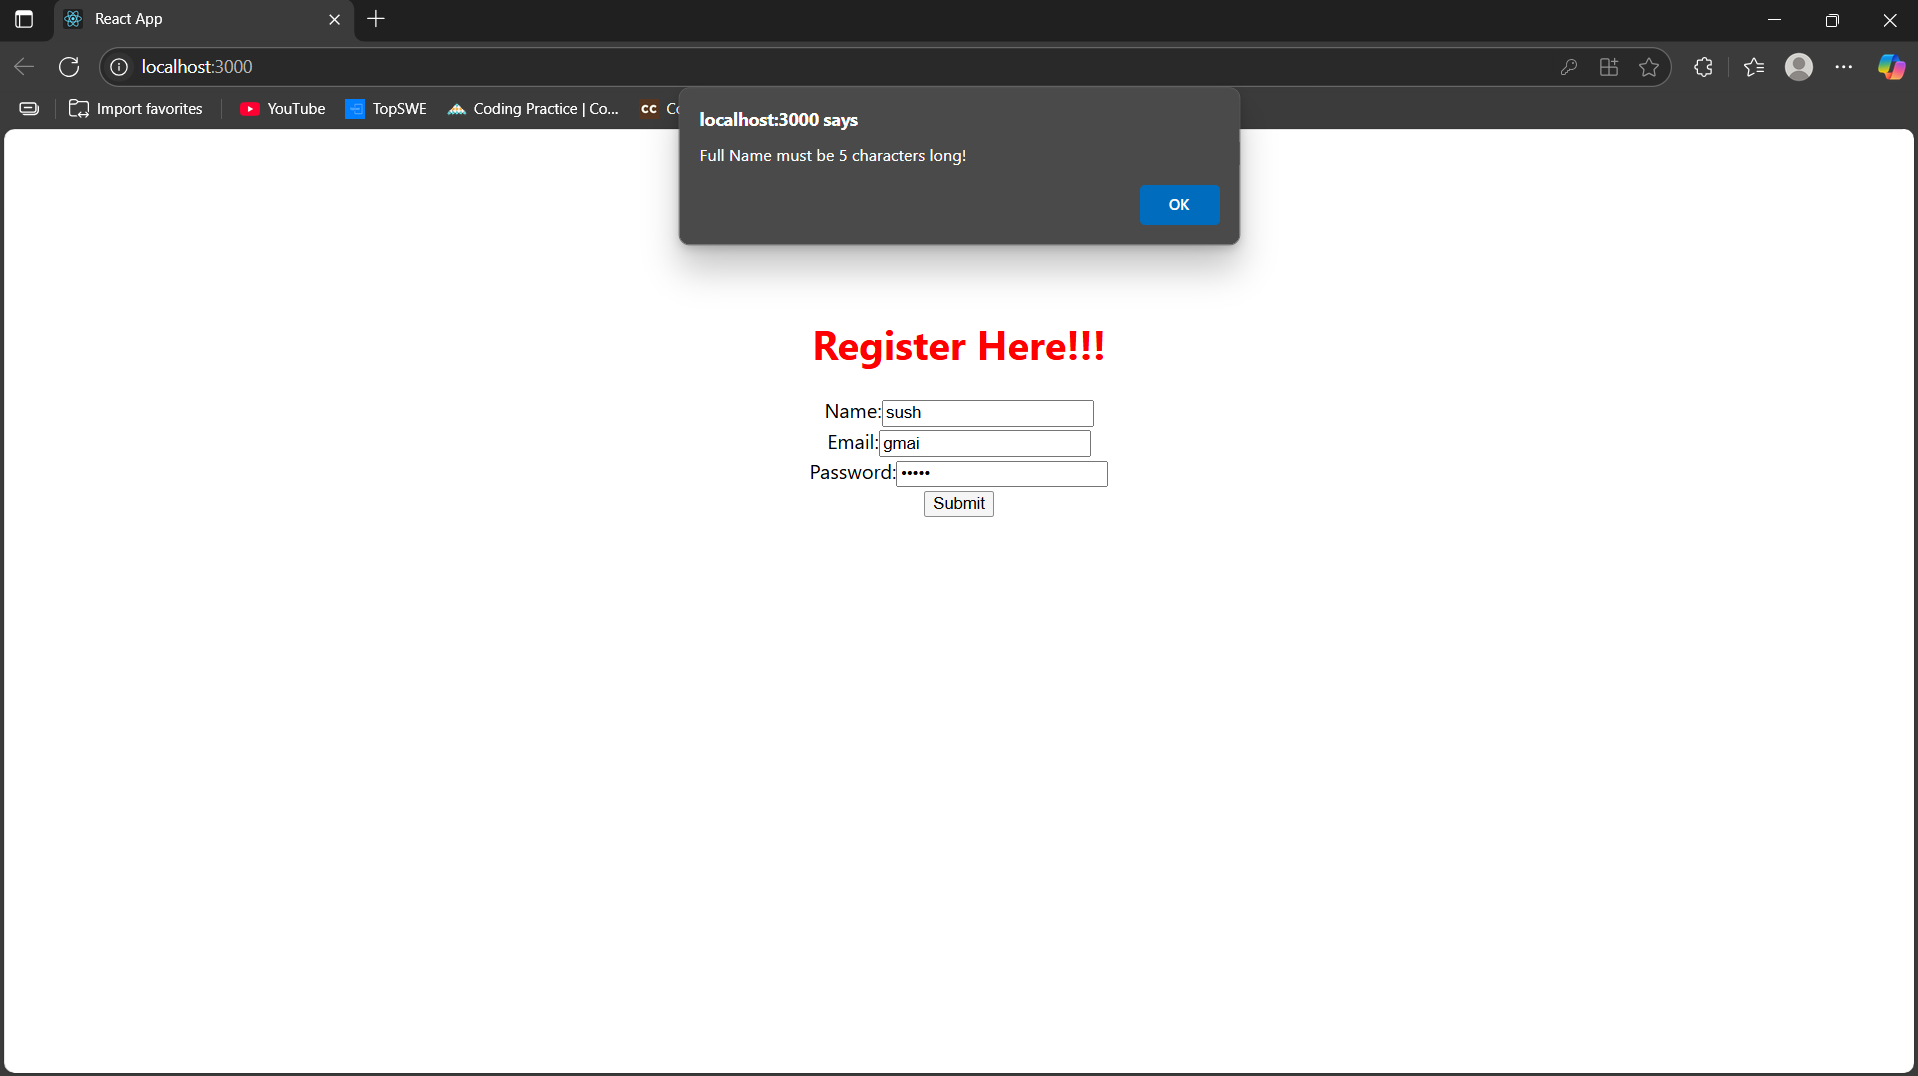 React App
localhost:3000
Import favorites YouTube TopSWE Coding Practice | Co... CC
localhost:3000 says
Full Name must be 5 characters long!
OK
Register Here!!!
Name: sush
Email: gmai
Password: •••••
Submit